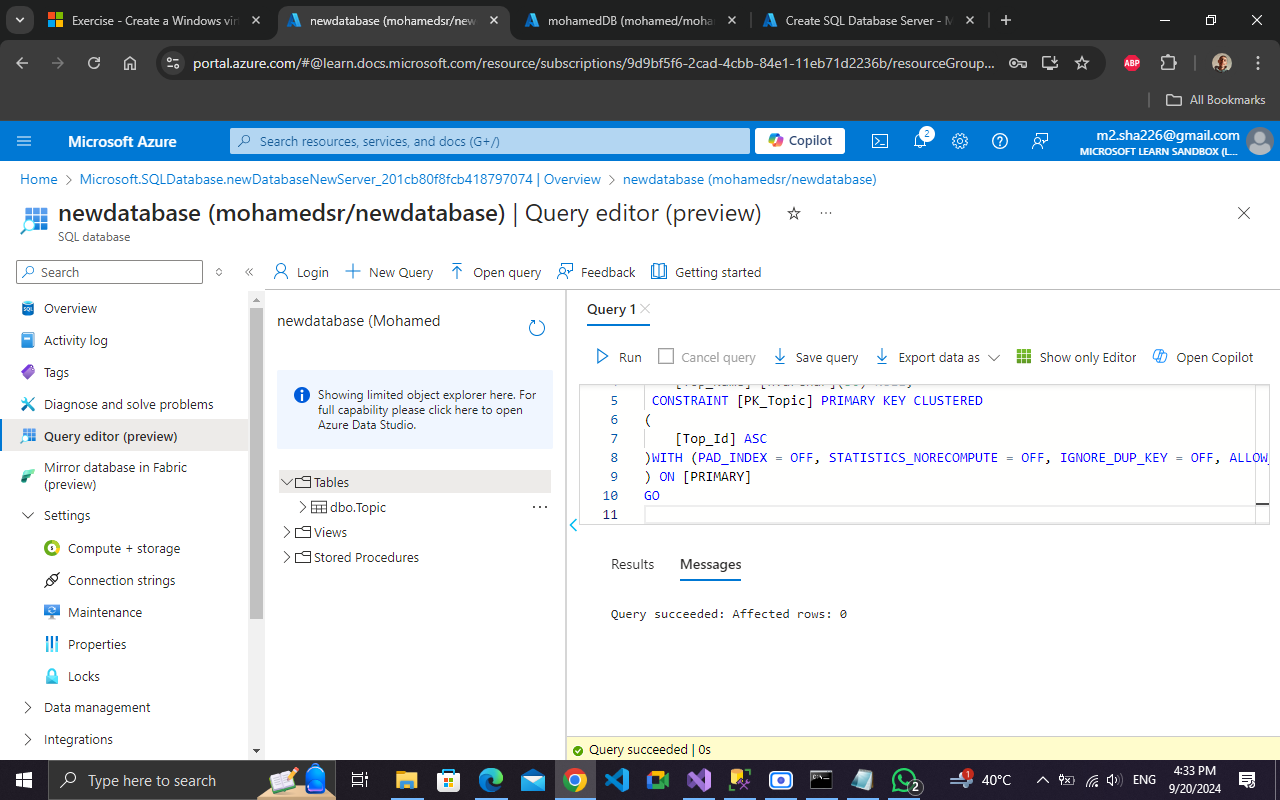 Exercise - Create a Windows vir
newdatabase (mohamedsr/new
mohamedDB (mohamed/moha
Create SQL Database Server - M
portal.azure.com/#@learn.docs.microsoft.com/resource/subscriptions/9d9bf5f6-2cad-4cbb-84e1-11eb71d2236b/resourceGroup...
ABP
All Bookmarks
Microsoft Azure
Search resources, services, and docs (G+/)
Copilot
2
m2.sha226@gmail.com
MICROSOFT LEARN SANDBOX (L...
Home > Microsoft.SQLDatabase.newDatabaseNewServer_201cb80f8fcb418797074 | Overview > newdatabase (mohamedsr/newdatabase)
newdatabase (mohamedsr/newdatabase) | Query editor (preview)
SQL database
Search
Login
New Query
Open query
Feedback
Getting started
Overview
Activity log
Tags
Diagnose and solve problems
Query editor (preview)
Mirror database in Fabric
(preview)
Settings
Compute + storage
Connection strings
Maintenance
Properties
Locks
Data management
Integrations
newdatabase (Mohamed
Showing limited object explorer here. For
full capability please click here to open
Azure Data Studio.
Tables
dbo.Topic
Views
Stored Procedures
Query 1
Run
Cancel query
Save query
Export data as
Show only Editor
Open Copilot
5 CONSTRAINT [PK_Topic] PRIMARY KEY CLUSTERED
6 (
7 [Top_Id] ASC
8 )WITH (PAD_INDEX = OFF, STATISTICS_NORECOMPUTE = OFF, IGNORE_DUP_KEY = OFF, ALLOW_
9 ) ON [PRIMARY]
10 GO
11
Results
Messages
Query succeeded: Affected rows: 0
Query succeeded | 0s
Type here to search
2
1
40°C
ENG
4:33 PM
9/20/2024